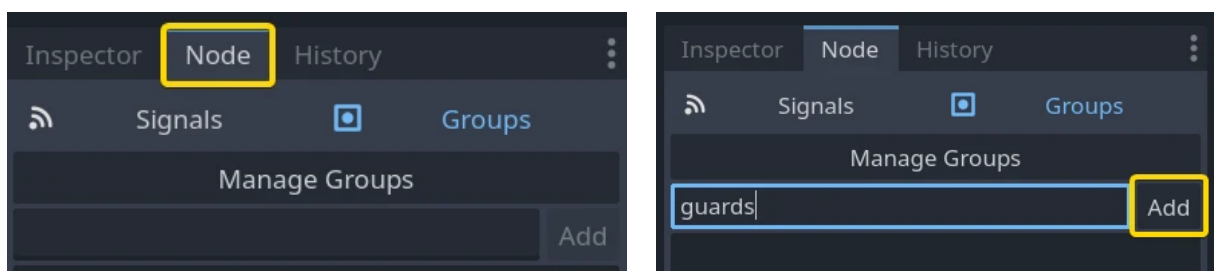 Inspector Node History
Signals Groups
Manage Groups
Add
Inspector Node History
Signals Groups
Manage Groups
guards Add